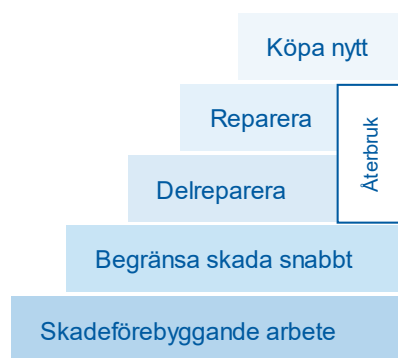 Köpa nytt
Reparera
Återbruk
Delreparera
Begränsa skada snabbt
Skadeförebyggande arbete